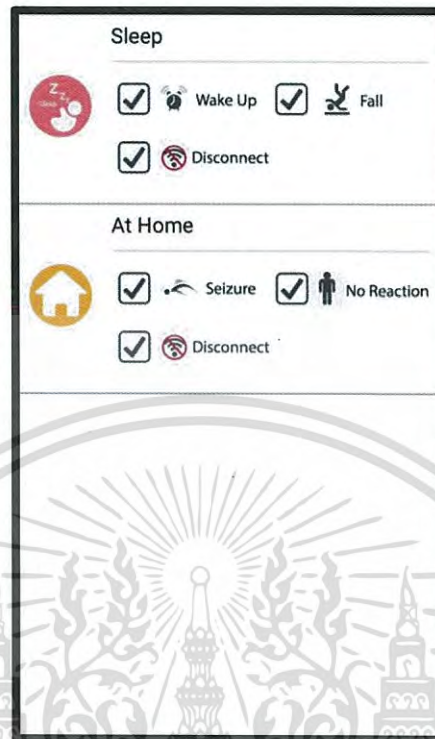 Sleep
Z Z Z
Wake Up Fall
Disconnect
At Home
Seizure No Reaction
Disconnect